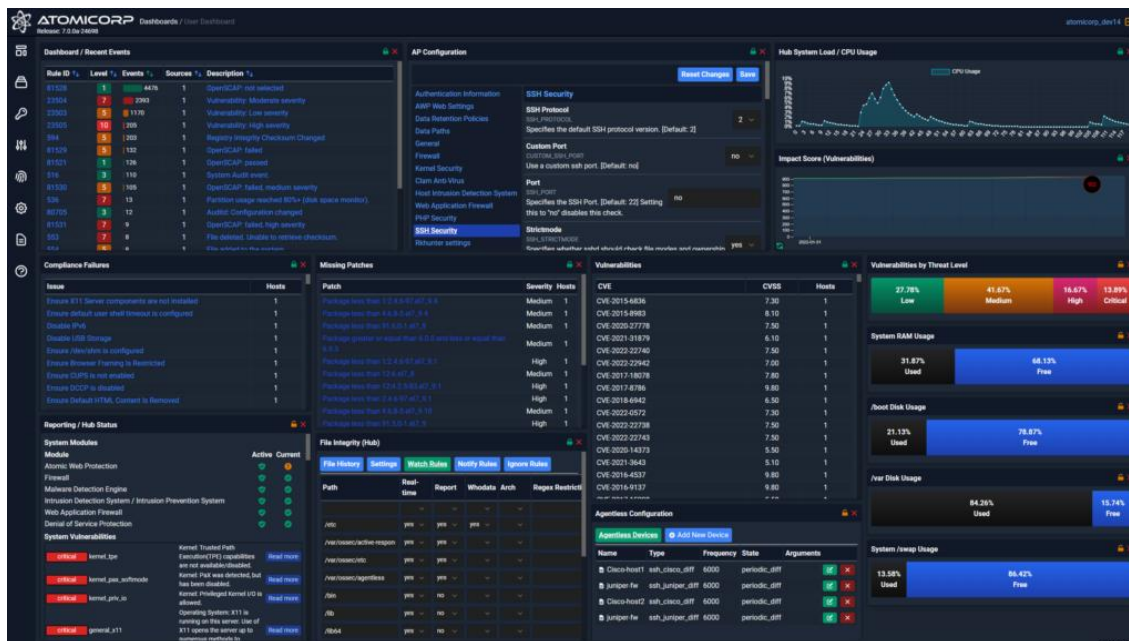 ATOMICORP Dashboards / User Dashboard
Release: 7.0.0a-24698
atomicorp_dev14
Dashboard / Recent Events
Rule ID Level Events Sources Description
81528 1 4476 1 OpenSCAP: not selected
23504 7 2393 1 Vulnerability: Moderate severity
23503 5 1170 1 Vulnerability: Low severity
23505 10 205 1 Vulnerability: High severity
594 5 203 1 Registry Integrity Checksum Changed
81529 5 132 1 OpenSCAP: failed
81521 1 126 1 OpenSCAP: passed
516 3 110 1 System Audit event.
81530 5 105 1 OpenSCAP: failed, medium severity
536 7 13 1 Partition usage reached 80%+ (disk space monitor).
80705 3 12 1 Auditd: Configuration changed
81531 7 9 1 OpenSCAP: failed, high severity
553 7 8 1 File deleted. Unable to retrieve checksum.
554 5 8 1 File added to the system.
AP Configuration
Reset Changes Save
Authentication Information
AWP Web Settings
Data Retention Policies
Data Paths
General
Firewall
Kernel Security
Clam Anti-Virus
Host Intrusion Detection System
Web Application Firewall
PHP Security
SSH Security
Rkhunter settings
SSH Security
SSH Protocol
SSH_PROTOCOL
Specifies the default SSH protocol version. [Default: 2]
2
Custom Port
CUSTOM_SSH_PORT
Use a custom ssh port. [Default: no]
no
Port
SSH_PORT
Specifies the SSH Port. [Default: 22] Setting
this to "no" disables this check.
no
Strictmode
SSH_STRICTMODE
Specifies whether sshd should check file modes and ownership
yes
Hub System Load / CPU Usage
CPU Usage
Impact Score (Vulnerabilities)
Compliance Failures
Issue Hosts
Ensure X11 Server components are not installed 1
Ensure default user shell timeout is configured 1
Disable IPv6 1
Disable USB Storage 1
Ensure /dev/shm is configured 1
Ensure Browser Framing is Restricted 1
Ensure CUPS is not enabled 1
Ensure DCCP is disabled 1
Ensure Default HTML Content Is Removed 1
Missing Patches
Patch Severity Hosts
Medium 1
Medium 1
Medium 1
Medium 1
High 1
Medium 1
High 1
High 1
Medium 1
High 1
Vulnerabilities
CVE CVSS Hosts
CVE-2015-6836 7.30 1
CVE-2015-8983 8.10 1
CVE-2020-27778 7.50 1
CVE-2021-31879 6.10 1
CVE-2022-22740 7.50 1
CVE-2022-22942 7.00 1
CVE-2017-18078 7.80 1
CVE-2017-8786 9.80 1
CVE-2018-6942 6.50 1
CVE-2022-0572 7.30 1
CVE-2022-22738 7.50 1
CVE-2022-22743 7.50 1
CVE-2020-14373 5.50 1
CVE-2021-3643 5.10 1
CVE-2016-4537 9.80 1
CVE-2016-9137 9.80 1
Vulnerabilities by Threat Level
27.78% 41.67% 16.67% 13.89%
Low Medium High Critical
System RAM Usage
31.87% 68.13%
Used Free
/boot Disk Usage
21.13% 78.87%
Used Free
/var Disk Usage
84.26% 15.74%
Used Free
System /swap Usage
13.58% 86.42%
Used Free
Reporting / Hub Status
System Modules
Module Active Current
Atomic Web Protection
Firewall
Malware Detection Engine
Intrusion Detection System / Intrusion Prevention System
Web Application Firewall
Denial of Service Protection
System Vulnerabilities
critical kernel_tpe Kernel: Trusted Path
Execution(TPE) capabilities
are not available/disabled.
Read more
critical kernel_pax_softmode Kernel: PaX was detected, but
has been disabled.
Read more
critical kernel_priv_io Kernel: Privileged Kernel I/O is
allowed.
Read more
critical general_x11 Operating System: X11 is
running on this server. Use of
X11 opens the server up to
numerous methods to
Read more
File Integrity (Hub)
File History Settings Watch Rules Notify Rules Ignore Rules
Path Real-time Report Whodata Arch Regex Restricti
/etc yes yes yes
/var/ossec/active-respon yes yes
/var/ossec/etc yes yes
/var/ossec/agentless yes yes
/bin yes no
/lib yes no
/lib64 yes no
Agentless Configuration
Agentless Devices Add New Device
Name Type Frequency State Arguments
Cisco-host1 ssh_cisco_diff 6000 periodic_diff
juniper-fw ssh_cisco_diff 6000 periodic_diff
Cisco-host2 ssh_cisco_diff 6000 periodic_diff
juniper-fw ssh_cisco_diff 6000 periodic_diff